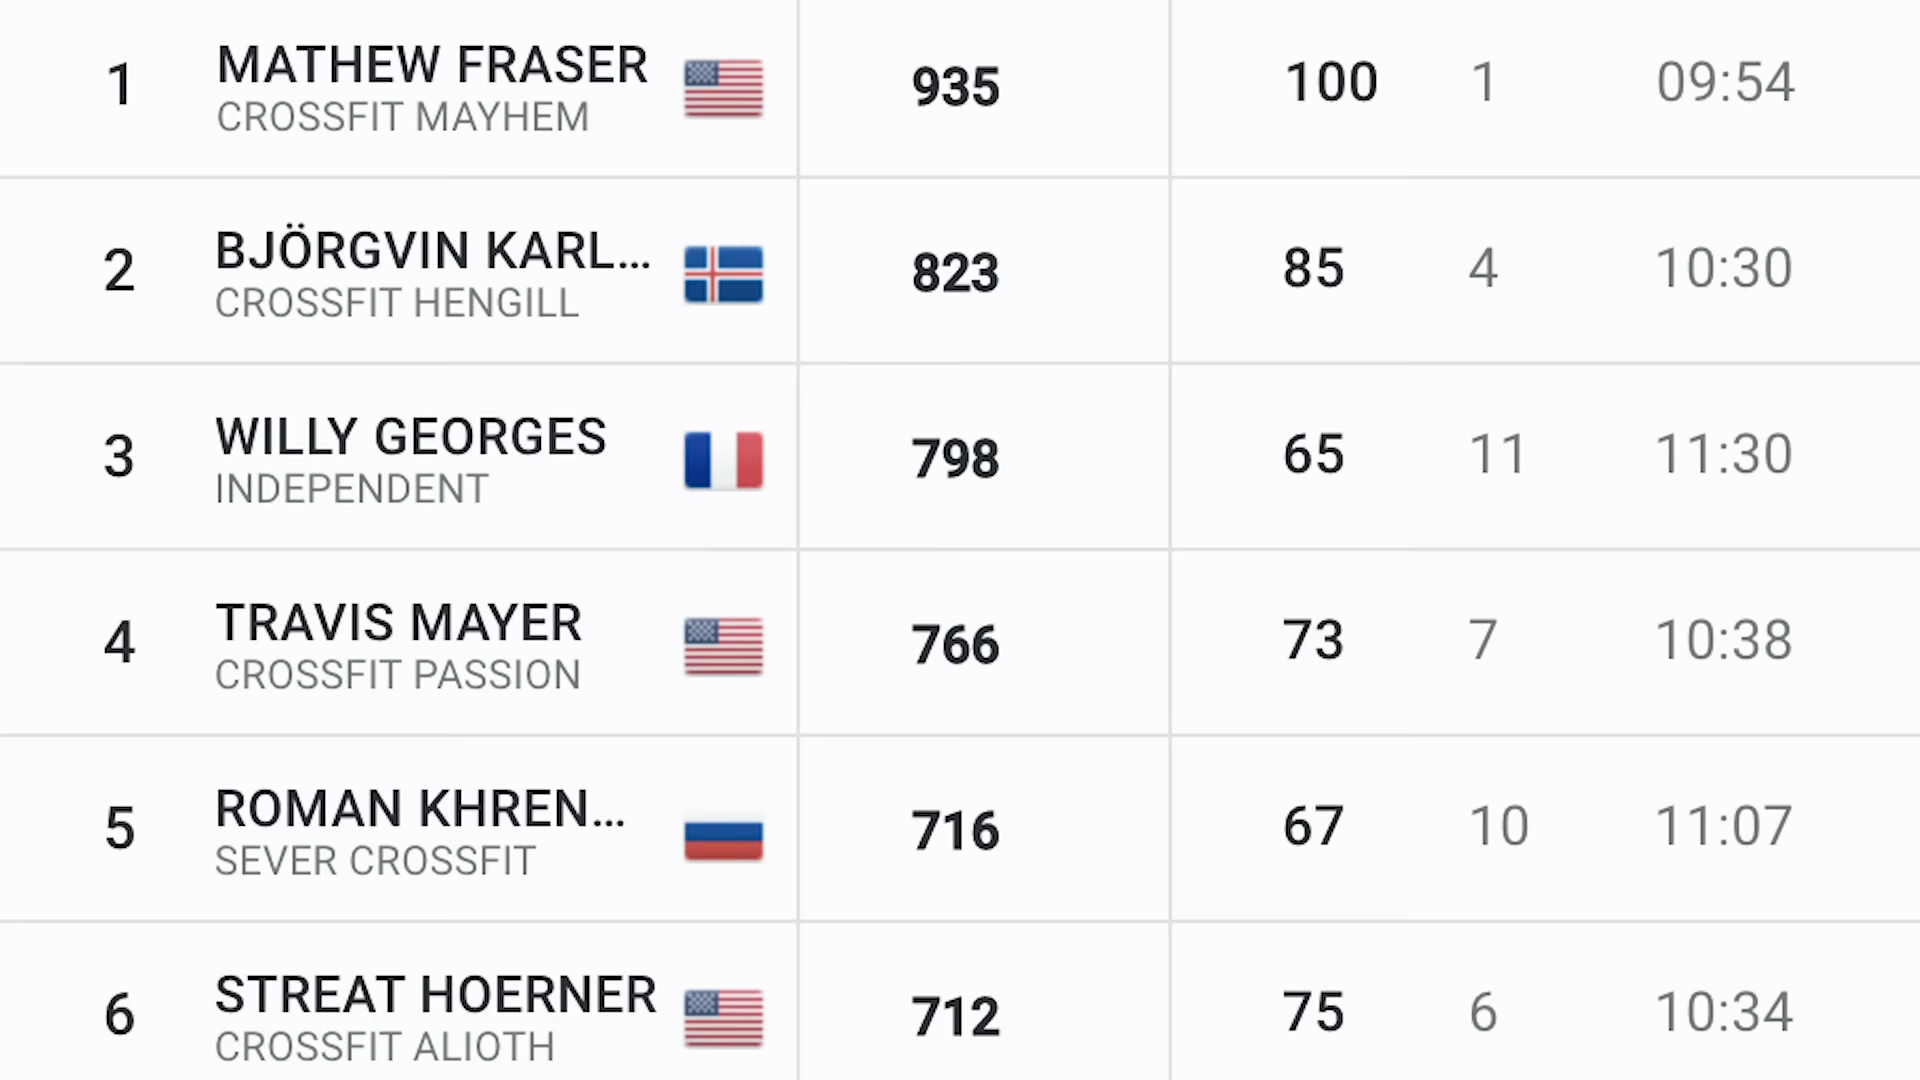 1 MATHEW FRASER 935 100 1 09:54
CROSSFIT MAYHEM
2 BJÖRGVIN KARL... 823 85 4 10:30
CROSSFIT HENGILL
3 WILLY GEORGES 798 65 11 11:30
INDEPENDENT
4 TRAVIS MAYER 766 73 7 10:38
CROSSFIT PASSION
5 ROMAN KHREN... 716 67 10 11:07
SEVER CROSSFIT
6 STREAT HOERNER 712 75 6 10:34
CROSSFIT ALIOTH